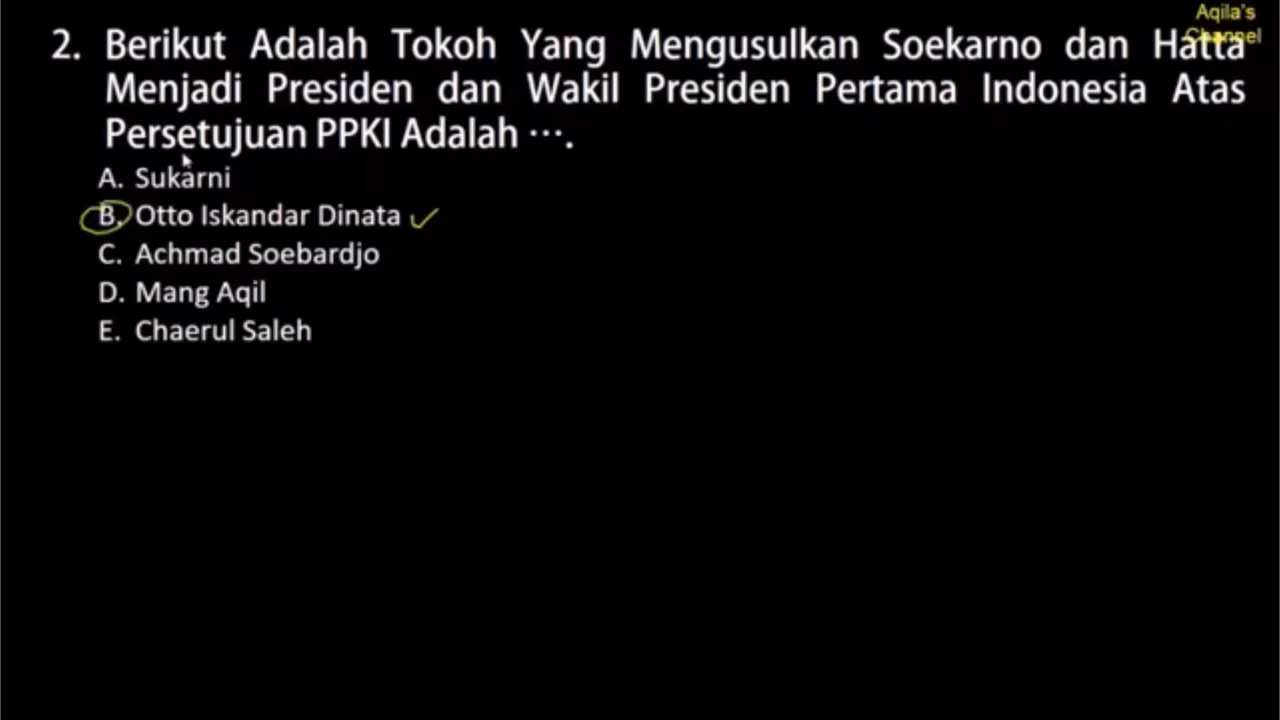 Aqila's
Channel
2. Berikut Adalah Tokoh Yang Mengusulkan Soekarno dan Hatta
Menjadi Presiden dan Wakil Presiden Pertama Indonesia Atas
Persetujuan PPKI Adalah ….
A. Sukarni
B. Otto Iskandar Dinata
C. Achmad Soebardjo
D. Mang Aqil
E. Chaerul Saleh